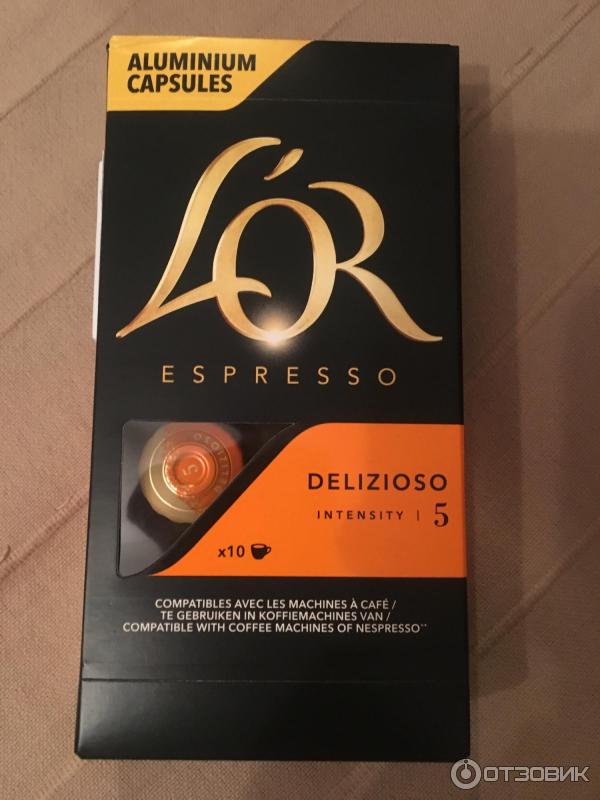 ALUMINIUM
CAPSULES
L'OR
ESPRESSO
DELIZIOSO
INTENSITY | 5
5
x10
COMPATIBLES AVEC LES MACHINES À CAFÉ /
TE GEBRUIKEN IN KOFFIEMACHINES VAN /
COMPATIBLE WITH COFFEE MACHINES OF NESPRESSO**
ОТЗОВИК